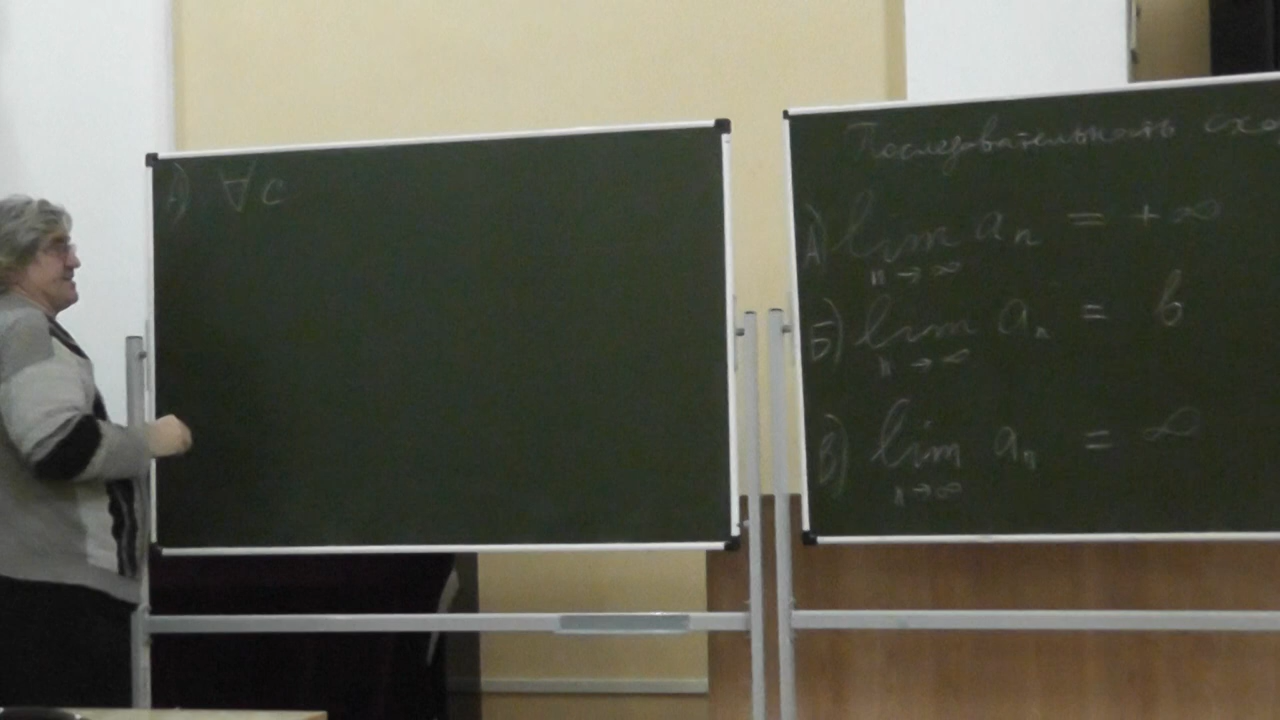 А) ∀ c
Последовательность схо
А) lim aₙ = +∞
n → ∞
Б) lim aₙ = b
n → ∞
В) lim aₙ = ∞
n → ∞